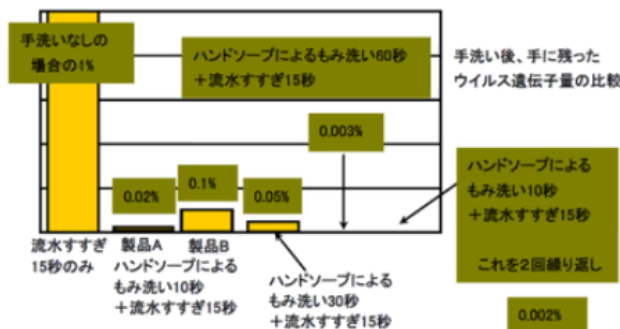 手洗いなしの
場合の1%
ハンドソープによるもみ洗い60秒
+流水すすぎ15秒
手洗い後、手に残った
ウイルス遺伝子量の比較
0.003%
0.02%
0.1%
0.05%
ハンドソープによる
もみ洗い10秒
+流水すすぎ15秒
これを2回繰り返し
0.002%
流水すすぎ
15秒のみ
製品A
製品B
ハンドソープによる
もみ洗い10秒
+流水すすぎ15秒
ハンドソープによる
もみ洗い30秒
+流水すすぎ15秒